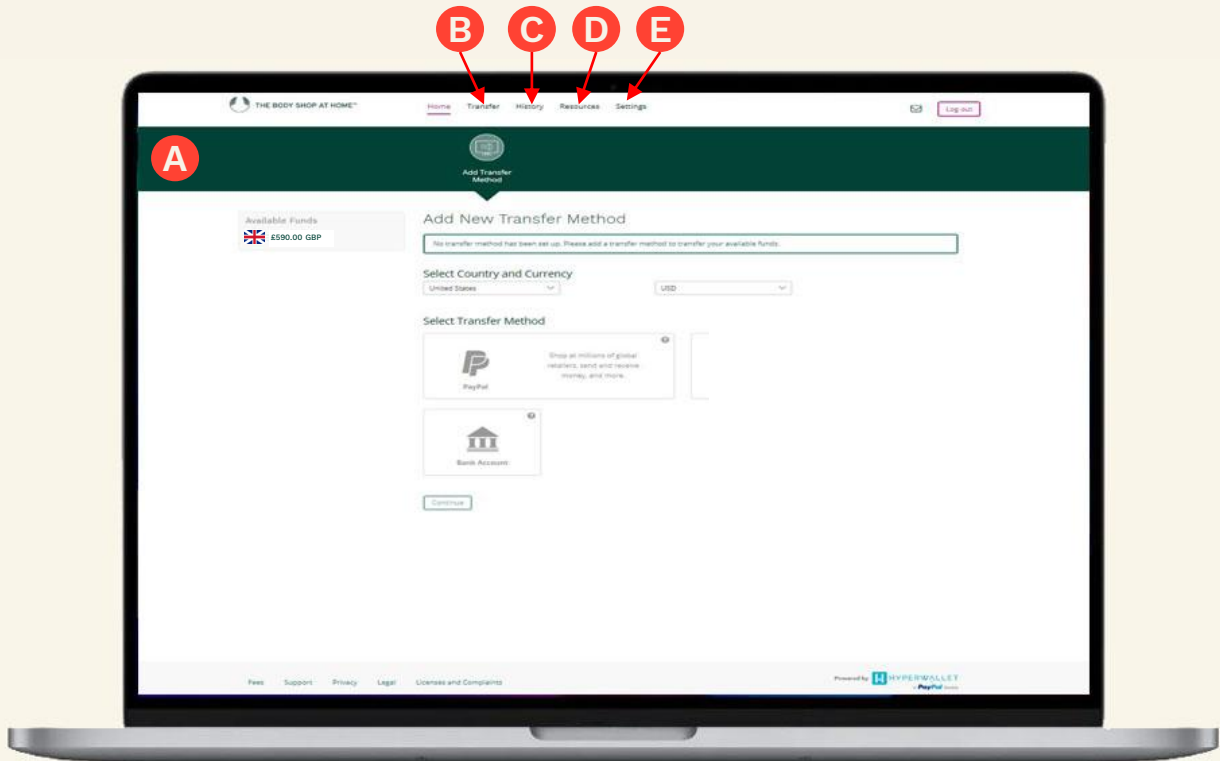 B C D E
THE BODY SHOP AT HOME™
Home Transfer History Resources Settings
Log out
A
Add Transfer
Method
Available Funds
£590.00 GBP
Add New Transfer Method
No transfer method has been set up. Please add a transfer method to transfer your available funds.
Select Country and Currency
United States USD
Select Transfer Method
Shop at millions of global
retailers, send and receive
money, and more.
PayPal
Bank Account
Continue
Fees Support Privacy Legal Licenses and Complaints
Powered by HYPERWALLET
a PayPal Service